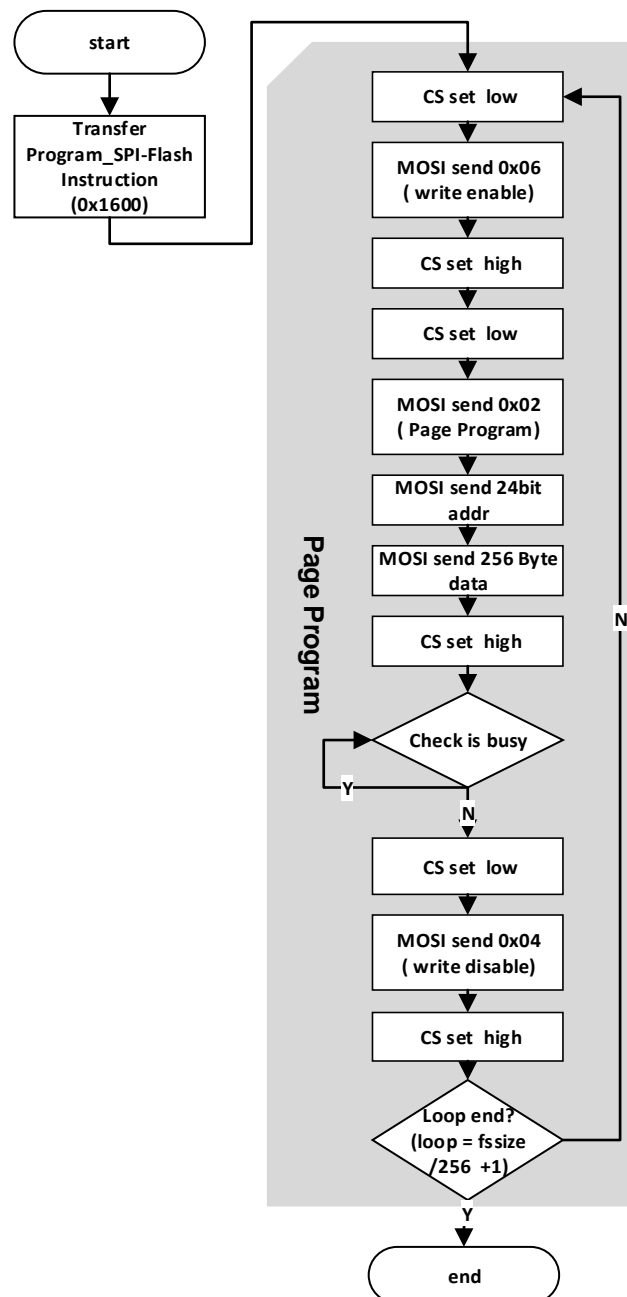 start
Transfer
Program_SPI-Flash
Instruction
(0x1600)
CS set low
MOSI send 0x06
( write enable)
CS set high
CS set low
MOSI send 0x02
( Page Program)
MOSI send 24bit
addr
MOSI send 256 Byte
data
CS set high
Page Program
Check is busy
Y
N
CS set low
MOSI send 0x04
( write disable)
CS set high
Loop end?
(loop = fssize
/256 +1)
N
Y
end